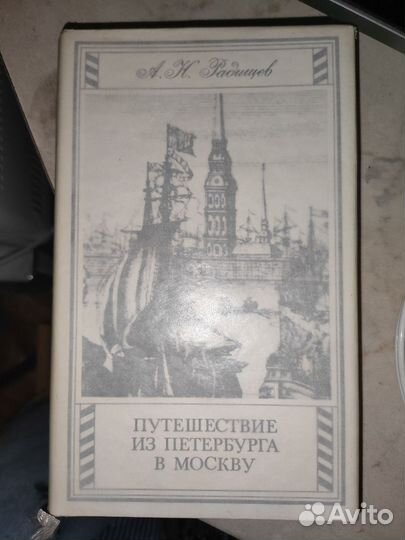 А. Н. Радищев
ПУТЕШЕСТВИЕ
ИЗ ПЕТЕРБУРГА
В МОСКВУ
Avito